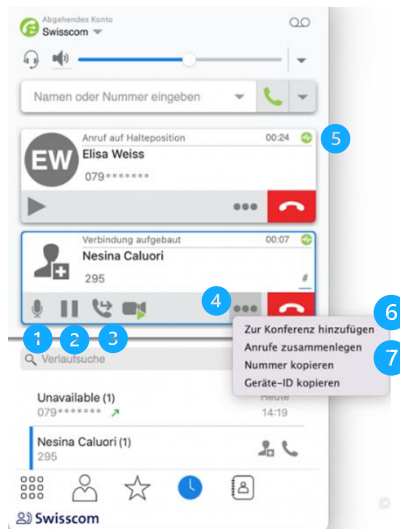 Abgehendes Konto
Swisscom
Namen oder Nummer eingeben
Anruf auf Halteposition 00:24
5
EW
Elisa Weiss
079*******
Verbindung aufgebaut 00:07
Nesina Caluori
295
#
4
6
Zur Konferenz hinzufügen
1 2 3
Anrufe zusammenlegen
7
Verlaufsuche
Nummer kopieren
Geräte-ID kopieren
Unavailable (1) Heute
079******* 14:19
Nesina Caluori (1)
295
Swisscom